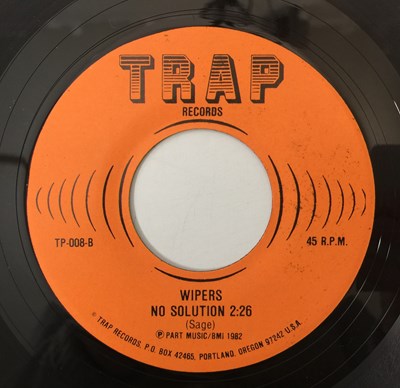 TRAP
RECORDS
TP-008-B
45 R.P.M.
WIPERS
NO SOLUTION 2:26
(Sage)
Ⓟ PART MUSIC/BMI 1982
TRAP RECORDS, P.O. BOX 42465, PORTLAND, OREGON 97242 U.S.A.